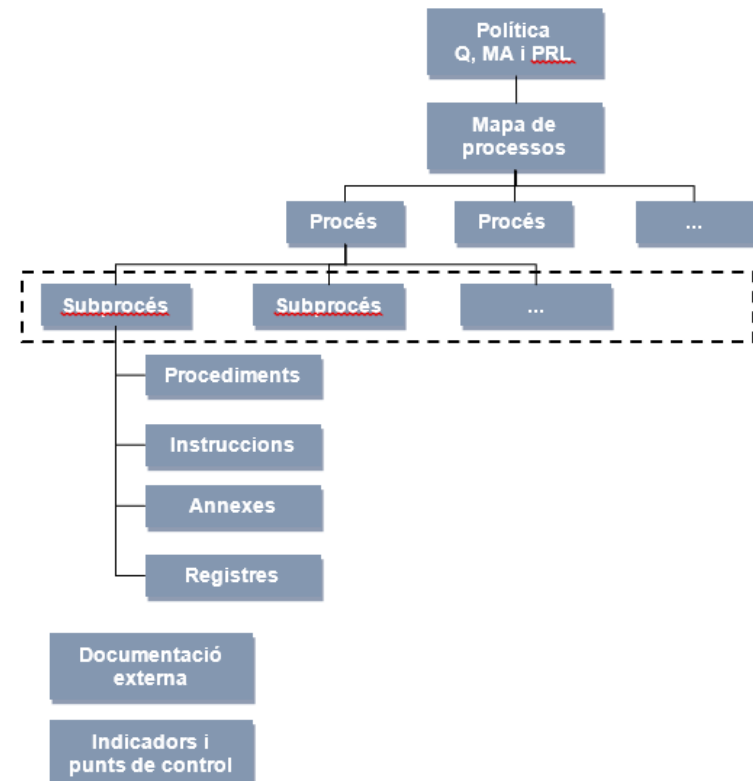 Política
Q, MA i PRL
Mapa de
processos
Procés
Procés
...
Subprocés
Subprocés
...
Procediments
Instruccions
Annexes
Registres
Documentació
externa
Indicadors i
punts de control